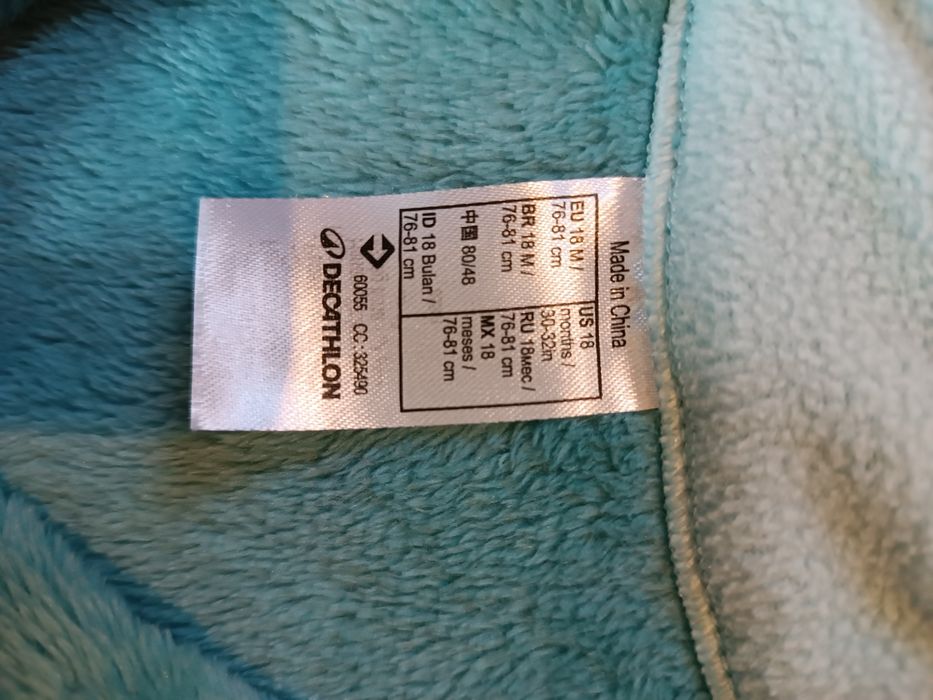 Made in China
EU 18 M /
76-81 cm
US 18
months /
30-32in
BR 18 M /
76-81 cm
RU 18мес /
76-81 cm
中国 80/48
MX 18
meses /
76-81 cm
ID 18 Bulan /
76-81 cm
60055 CC : 325490
DECATHLON